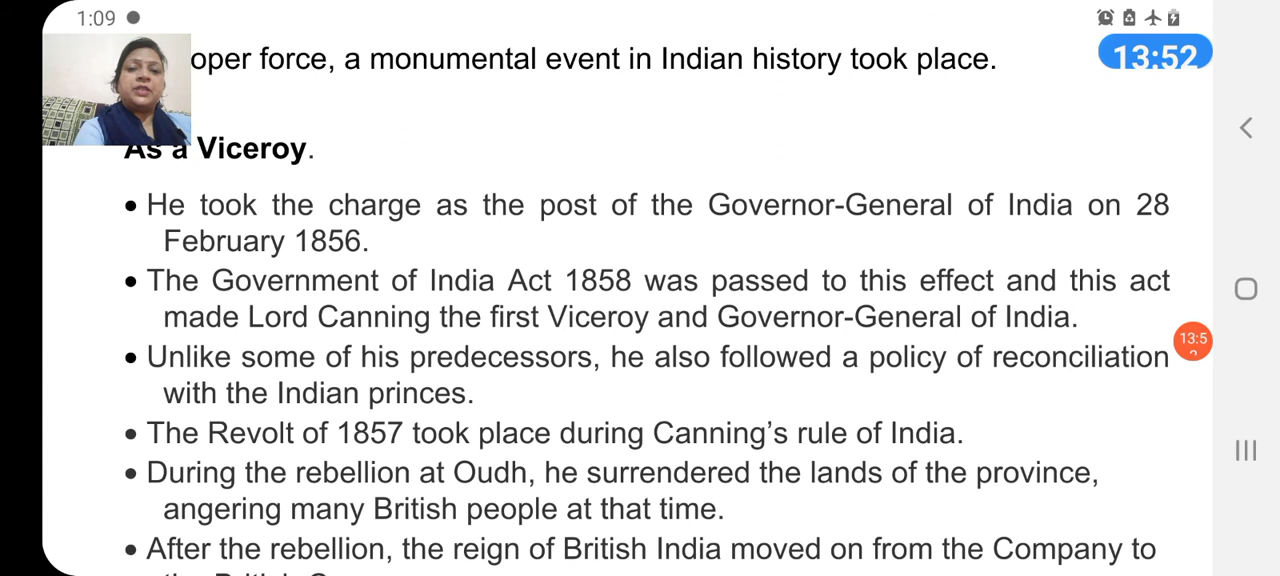 1:09
oper force, a monumental event in Indian history took place.
13:52
As a Viceroy.
• He took the charge as the post of the Governor-General of India on 28
February 1856.
• The Government of India Act 1858 was passed to this effect and this act
made Lord Canning the first Viceroy and Governor-General of India.
13:5
• Unlike some of his predecessors, he also followed a policy of reconciliation
with the Indian princes.
• The Revolt of 1857 took place during Canning’s rule of India.
• During the rebellion at Oudh, he surrendered the lands of the province,
angering many British people at that time.
• After the rebellion, the reign of British India moved on from the Company to